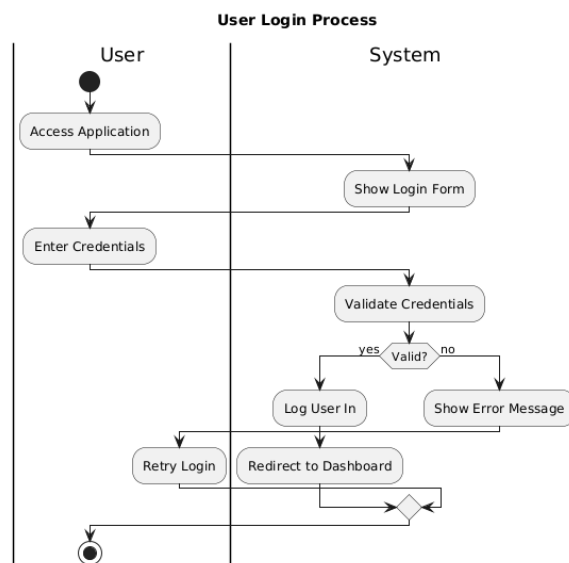 User Login Process
User
System
Access Application
Show Login Form
Enter Credentials
Validate Credentials
yes
Valid?
no
Log User In
Show Error Message
Retry Login
Redirect to Dashboard